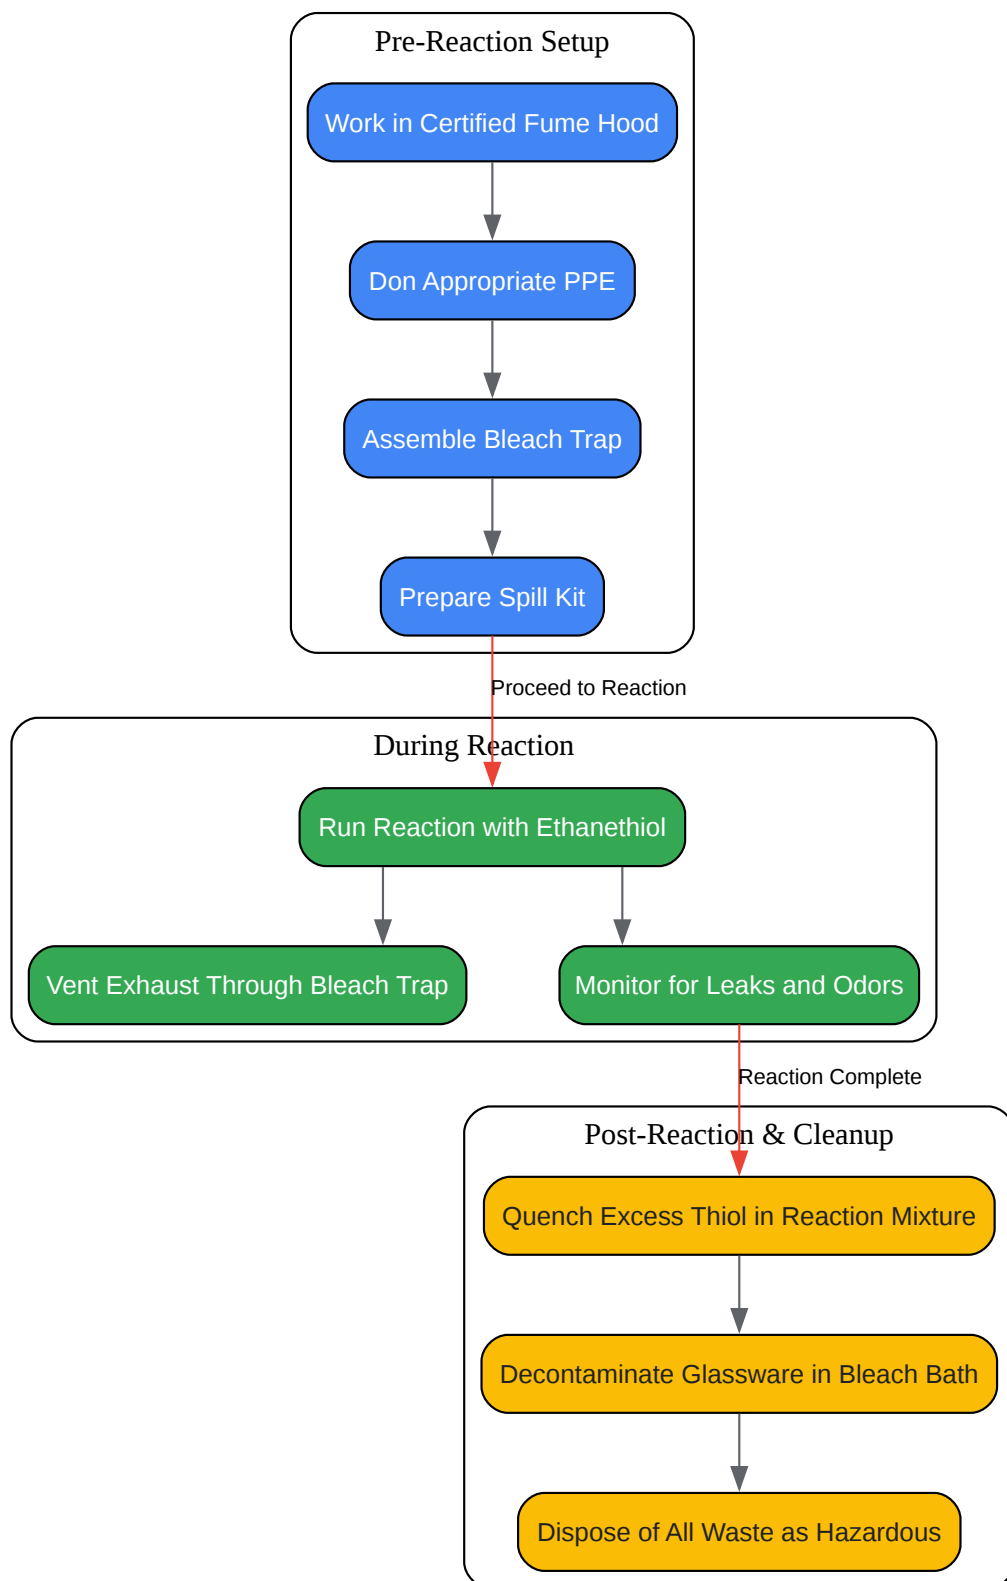 Pre-Reaction Setup
Work in Certified Fume Hood
Don Appropriate PPE
Assemble Bleach Trap
Prepare Spill Kit
Proceed to Reaction
During Reaction
Run Reaction with Ethanethiol
Vent Exhaust Through Bleach Trap
Monitor for Leaks and Odors
Reaction Complete
Post-Reaction & Cleanup
Quench Excess Thiol in Reaction Mixture
Decontaminate Glassware in Bleach Bath
Dispose of All Waste as Hazardous